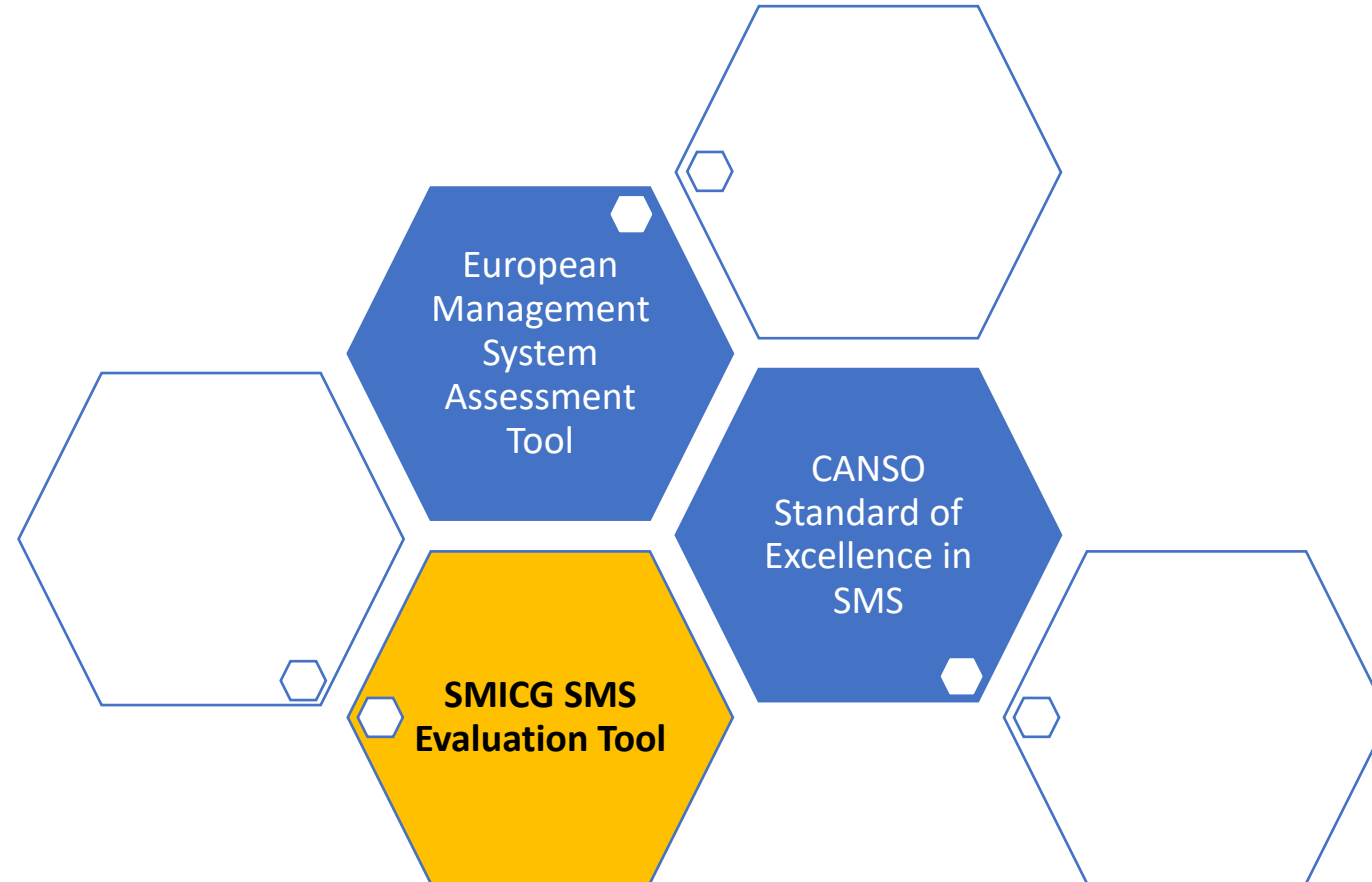 European
Management
System
Assessment
Tool
CANSO
Standard of
Excellence in
SMS
SMICG SMS
Evaluation Tool